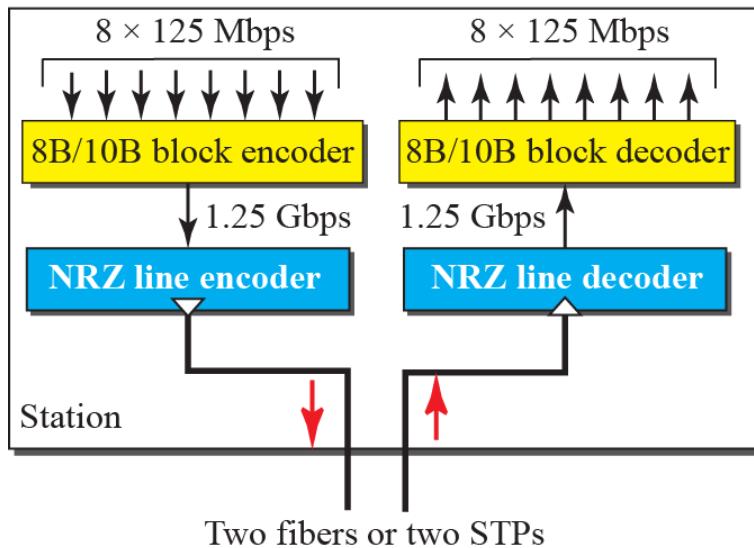 8 × 125 Mbps
8B/10B block encoder
1.25 Gbps
NRZ line encoder
8 × 125 Mbps
8B/10B block decoder
1.25 Gbps
NRZ line decoder
Station
Two fibers or two STPs